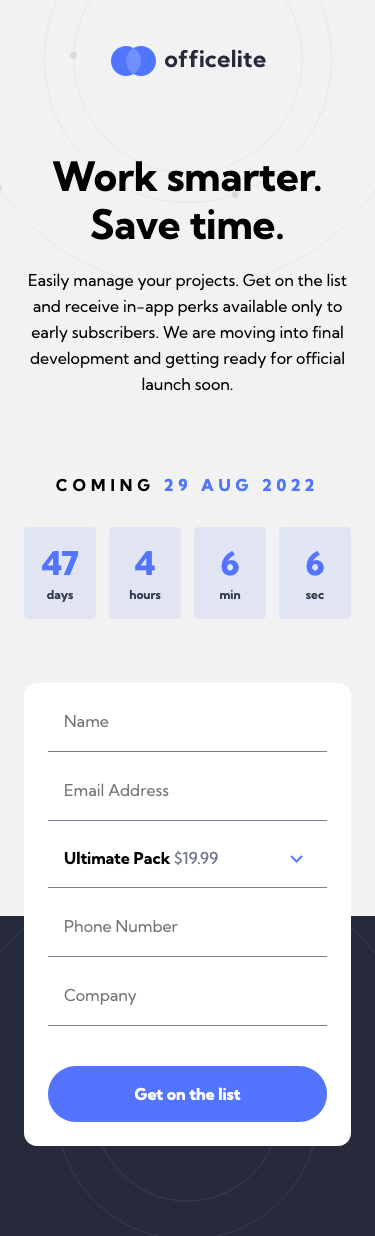 officelite
Work smarter.
Save time.
Easily manage your projects. Get on the list
and receive in-app perks available only to
early subscribers. We are moving into final
development and getting ready for official
launch soon.
COMING 29 AUG 2022
47 4 6 6
days hours min sec
Name
Email Address
Ultimate Pack $19.99
Phone Number
Company
Get on the list